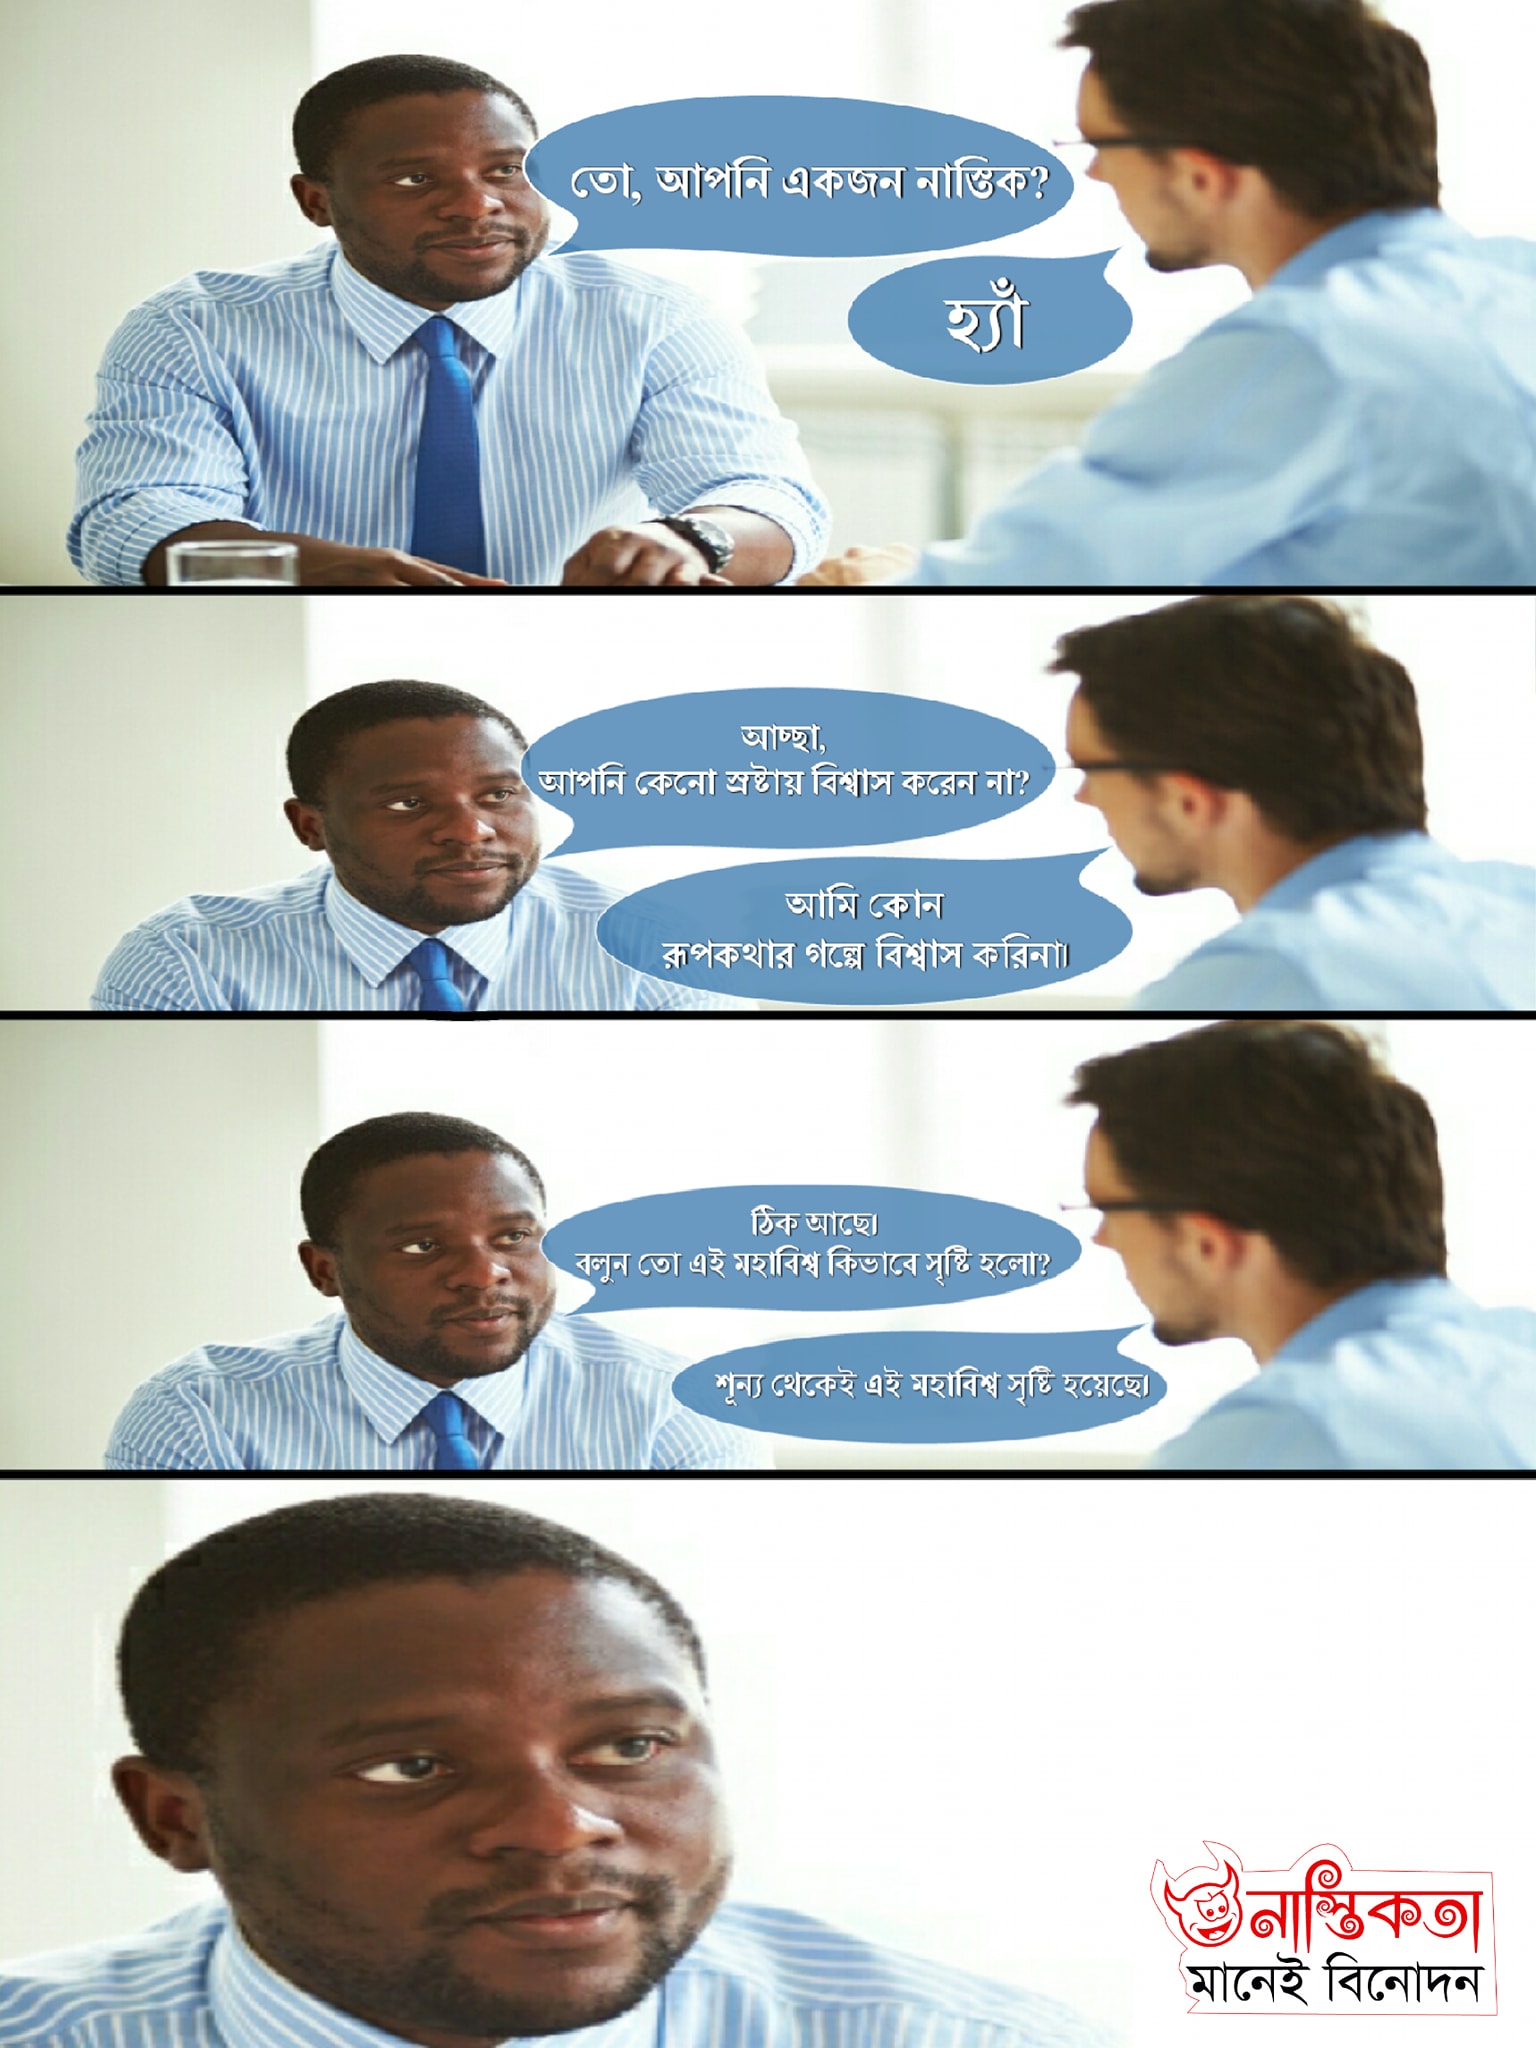 তো, আপনি একজন নাস্তিক?
হ্যাঁ
আচ্ছা,
আপনি কেনো স্রষ্টায় বিশ্বাস করেন না?
আমি কোন
রূপকথার গল্পে বিশ্বাস করিনা।
ঠিক আছে।
বলুন তো এই মহাবিশ্ব কিভাবে সৃষ্টি হলো?
শূন্য থেকেই এই মহাবিশ্ব সৃষ্টি হয়েছে।
নাস্তিকতা
মানেই বিনোদন